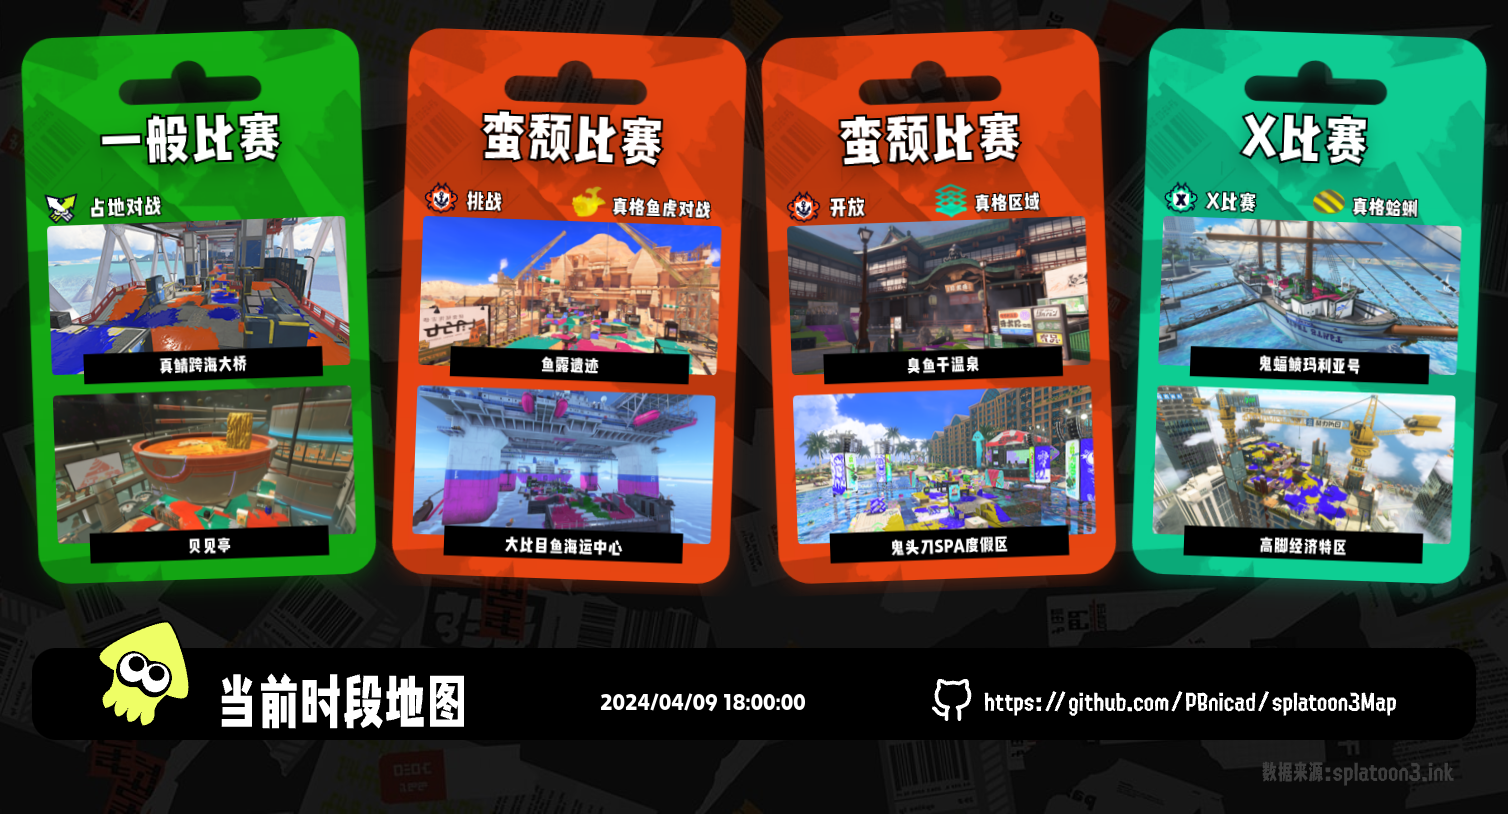 一般比赛
占地对战
真鲭跨海大桥
贝见亭
蛮颓比赛
挑战
真格鱼虎对战
鱼露遗迹
大比目鱼海运中心
蛮颓比赛
开放
真格区域
臭鱼干温泉
鬼头刀SPA度假区
X比赛
X比赛
真格蛤蜊
鬼蝠鲼玛利亚号
高脚经济特区
当前时段地图
2024/04/09 18:00:00
https://github.com/PBnicad/splatoon3Map
数据来源:splatoon3.ink